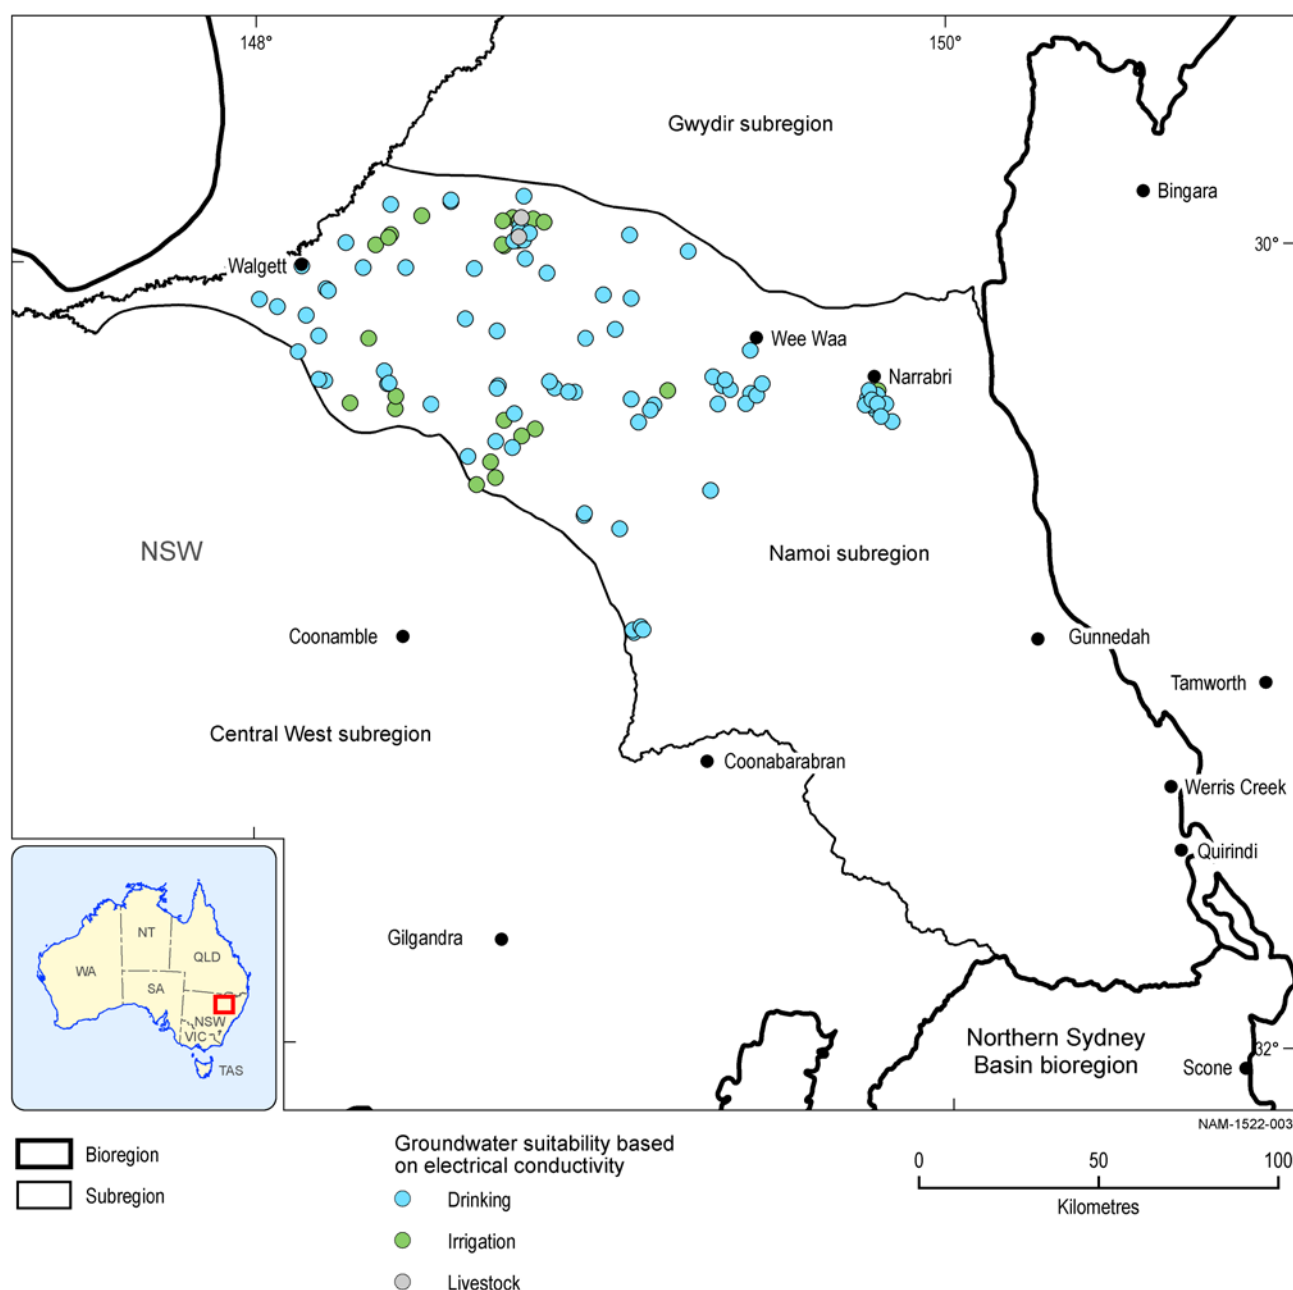 148°
150°
Gwydir subregion
Bingara
30°
Walgett
Wee Waa
Narrabri
NSW
Namoi subregion
Coonamble
Gunnedah
Tamworth
Central West subregion
Coonabarabran
Werris Creek
Quirindi
Gilgandra
NT
QLD
WA
SA
NSW
VIC
TAS
Northern Sydney
Basin bioregion
32°
Scone
NAM-1522-003
Bioregion
Subregion
Groundwater suitability based
on electrical conductivity
Drinking
Irrigation
Livestock
0 50 100
Kilometres